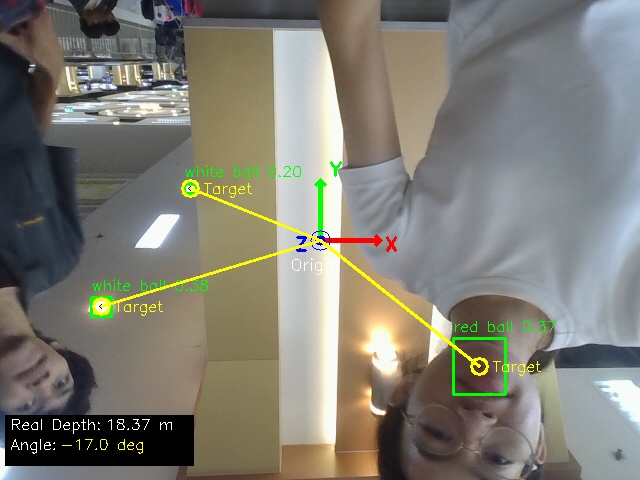 white ball 0.20
Target
Y
Z
X
Origin
white ball 0.38
Target
red ball 0.37
Target
Real Depth: 18.37 m
Angle: -17.0 deg